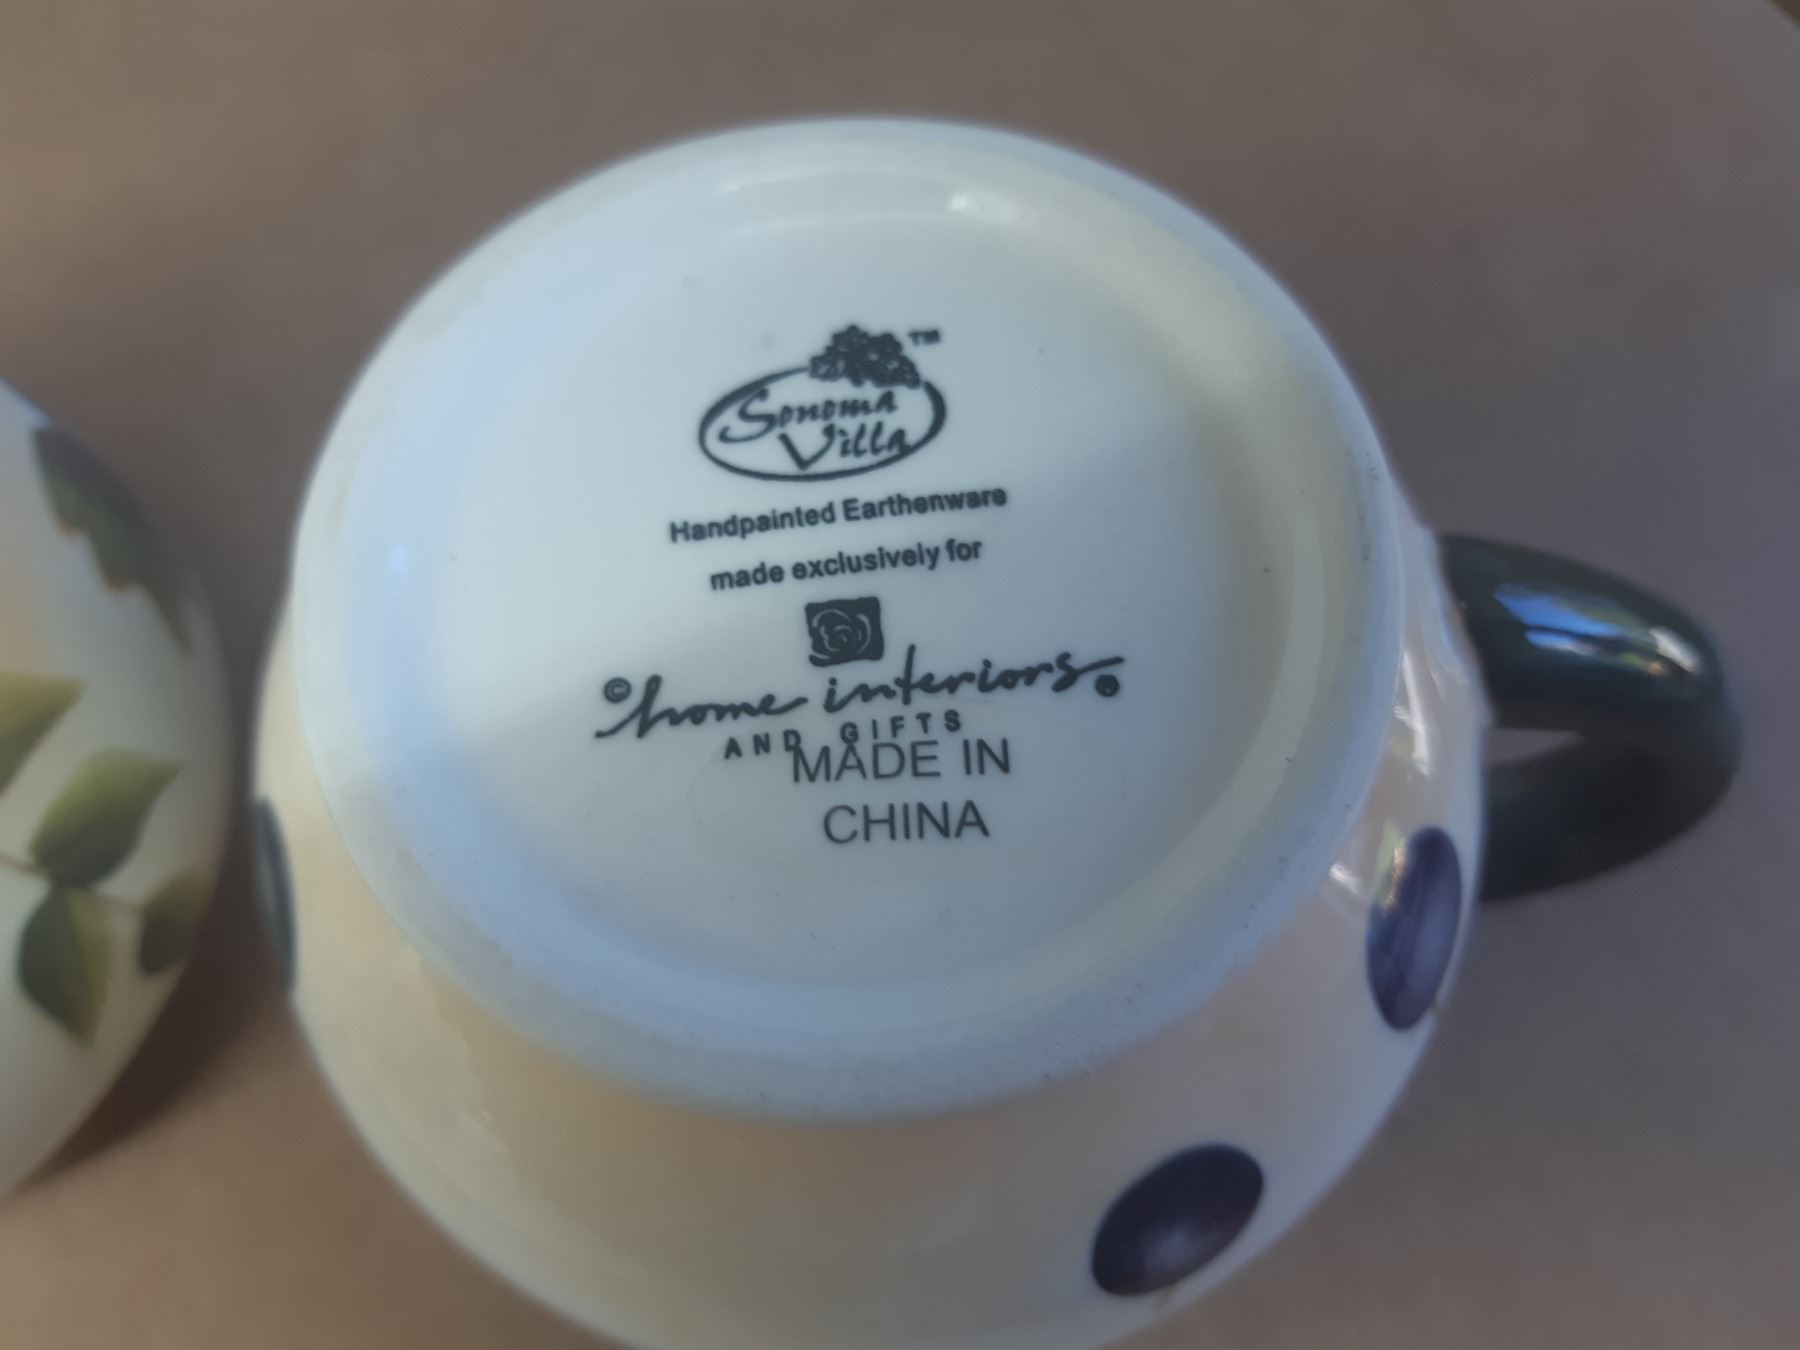 TM
Sonoma
Villa
Handpainted Earthenware
made exclusively for
©home interiors®
AND GIFTS
MADE IN
CHINA